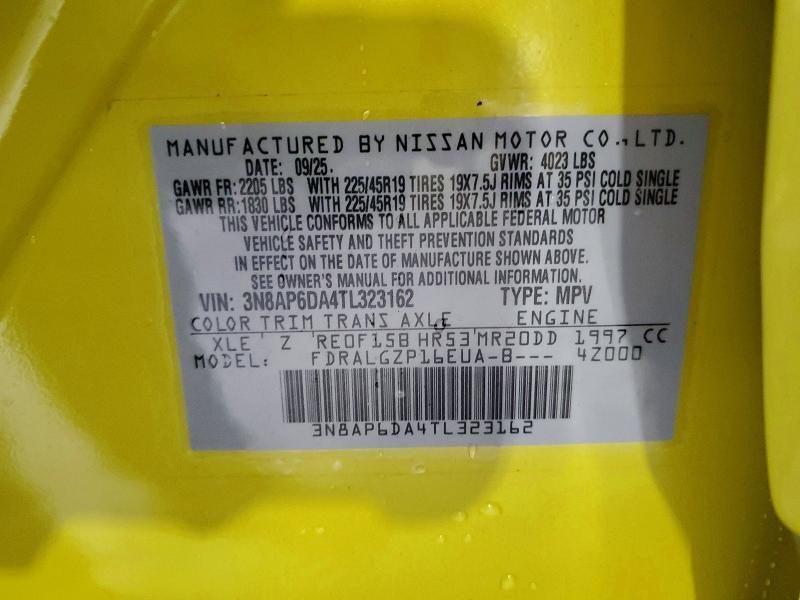 MANUFACTURED BY NISSAN MOTOR CO.,LTD.
DATE: 09/25. GVWR: 4023 LBS
GAWR FR: 2205 LBS WITH 225/45R19 TIRES 19X7.5J RIMS AT 35 PSI COLD SINGLE
GAWR RR: 1830 LBS WITH 225/45R19 TIRES 19X7.5J RIMS AT 35 PSI COLD SINGLE
THIS VEHICLE CONFORMS TO ALL APPLICABLE FEDERAL MOTOR
VEHICLE SAFETY AND THEFT PREVENTION STANDARDS
IN EFFECT ON THE DATE OF MANUFACTURE SHOWN ABOVE.
SEE OWNER'S MANUAL FOR ADDITIONAL INFORMATION.
VIN: 3N8AP6DA4TL323162 TYPE: MPV
COLOR TRIM TRANS AXLE ENGINE
XLE Z RE0F15B HR53 MR20DD 1997 CC
MODEL: FDRALGZP16EUA-B--- 4Z000
3N8AP6DA4TL323162